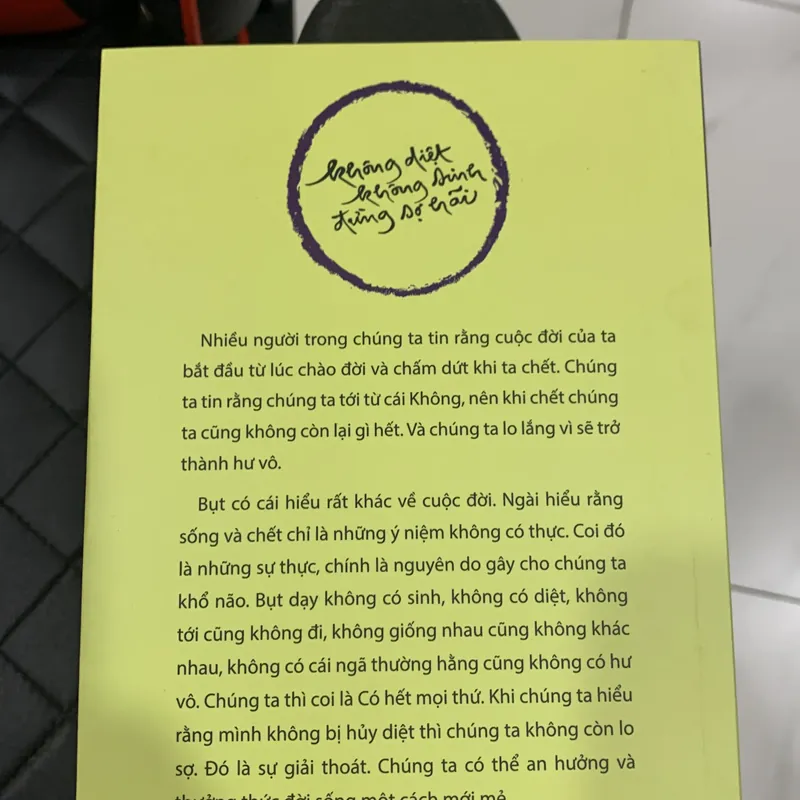 không diệt
không sinh
đừng sợ hãi
Nhiều người trong chúng ta tin rằng cuộc đời của ta
bắt đầu từ lúc chào đời và chấm dứt khi ta chết. Chúng
ta tin rằng chúng ta tới từ cái Không, nên khi chết chúng
ta cũng không còn lại gì hết. Và chúng ta lo lắng vì sẽ trở
thành hư vô.
Bụt có cái hiểu rất khác về cuộc đời. Ngài hiểu rằng
sống và chết chỉ là những ý niệm không có thực. Coi đó
là những sự thực, chính là nguyên do gây cho chúng ta
khổ não. Bụt dạy không có sinh, không có diệt, không
tới cũng không đi, không giống nhau cũng không khác
nhau, không có cái ngã thường hằng cũng không có hư
vô. Chúng ta thì coi là Có hết mọi thứ. Khi chúng ta hiểu
rằng mình không bị hủy diệt thì chúng ta không còn lo
sợ. Đó là sự giải thoát. Chúng ta có thể an hưởng và
thưởng thức đời sống một cách mới mẻ.